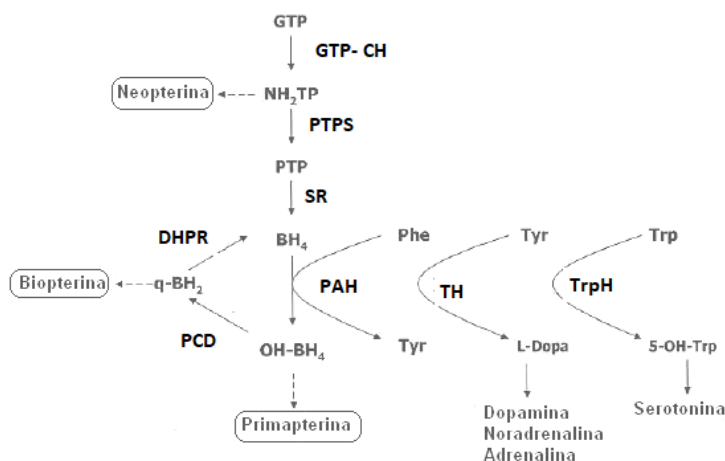 GTP
GTP- CH
Neopterina
NH₂TP
PTPS
PTP
SR
DHPR
BH₄
Phe
Tyr
Trp
Biopterina
q-BH₂
PAH
TH
TrpH
PCD
OH-BH₄
Tyr
L-Dopa
5-OH-Trp
Primapterina
Dopamina
Noradrenalina
Adrenalina
Serotonina